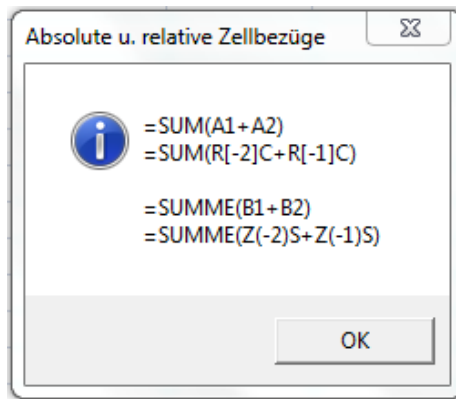 Absolute u. relative Zellbezüge
=SUM(A1+A2)
=SUM(R[-2]C+R[-1]C)
=SUMME(B1+B2)
=SUMME(Z(-2)S+Z(-1)S)
OK